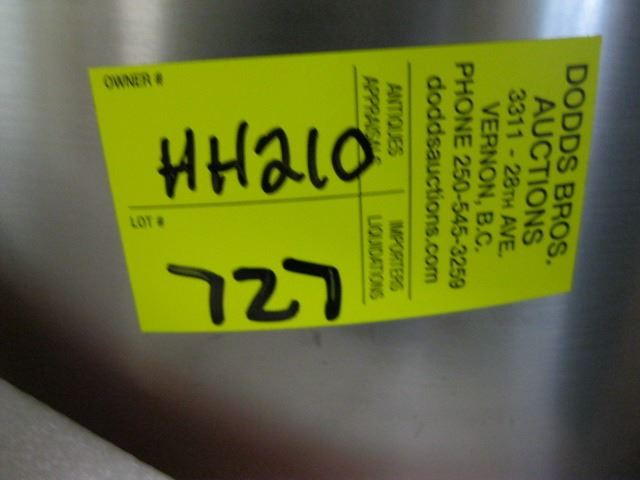 OWNER #
HH210
LOT #
727
DODDS BROS.
AUCTIONS
3311 - 28TH AVE.
VERNON, B.C.
PHONE 250-545-3259
doddsauctions.com
ANTIQUES
APPRAISALS
IMPORTERS
LIQUIDATIONS